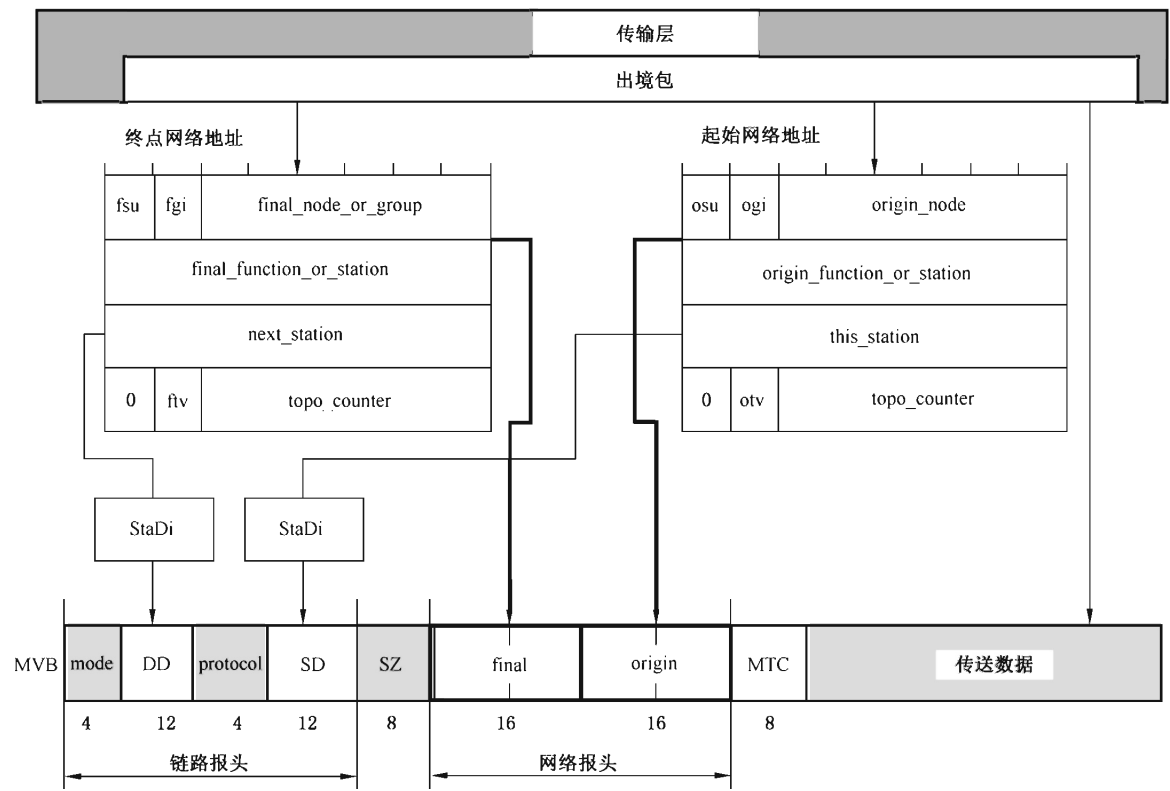 传输层
出境包
终点网络地址
起始网络地址
fsu fgi final_node_or_group
osu ogi origin_node
final_function_or_station
origin_function_or_station
next_station
this_station
0 ftv topo_counter
0 otv topo_counter
StaDi StaDi
MVB mode DD protocol SD SZ final origin MTC 传送数据
4 12 4 12 8 16 16 8
链路报头 网络报头